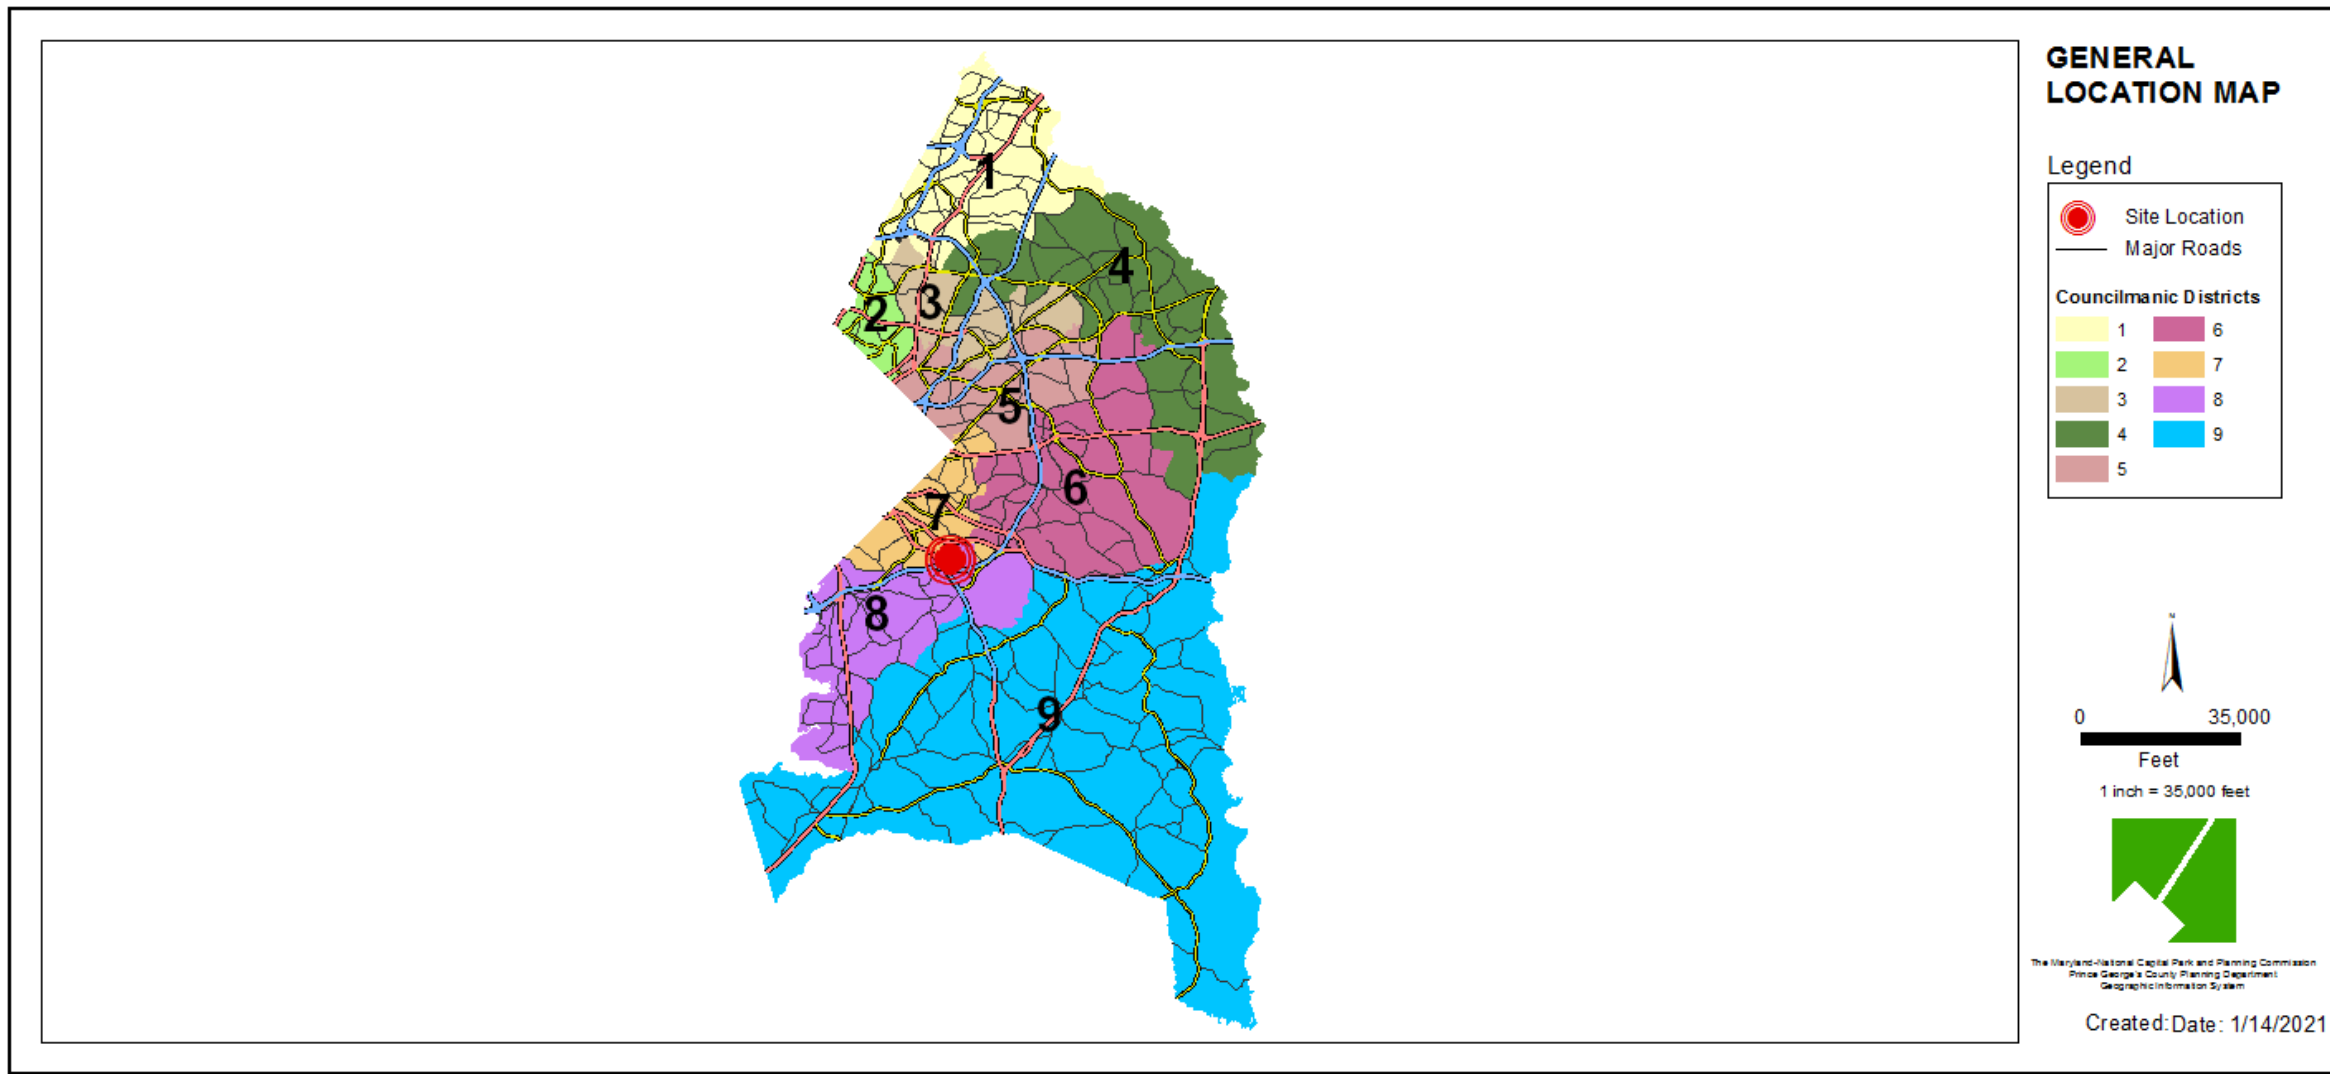 GENERAL
LOCATION MAP
Legend
Site Location
Major Roads
Councilmanic Districts
1 6
2 7
3 8
4 9
5
1
4
3
2
5
6
7
8
9
N
0 35,000
Feet
1 inch = 35,000 feet
The Maryland-National Capital Park and Planning Commission
Prince George's County Planning Department
Geographic Information System
Created: Date: 1/14/2021